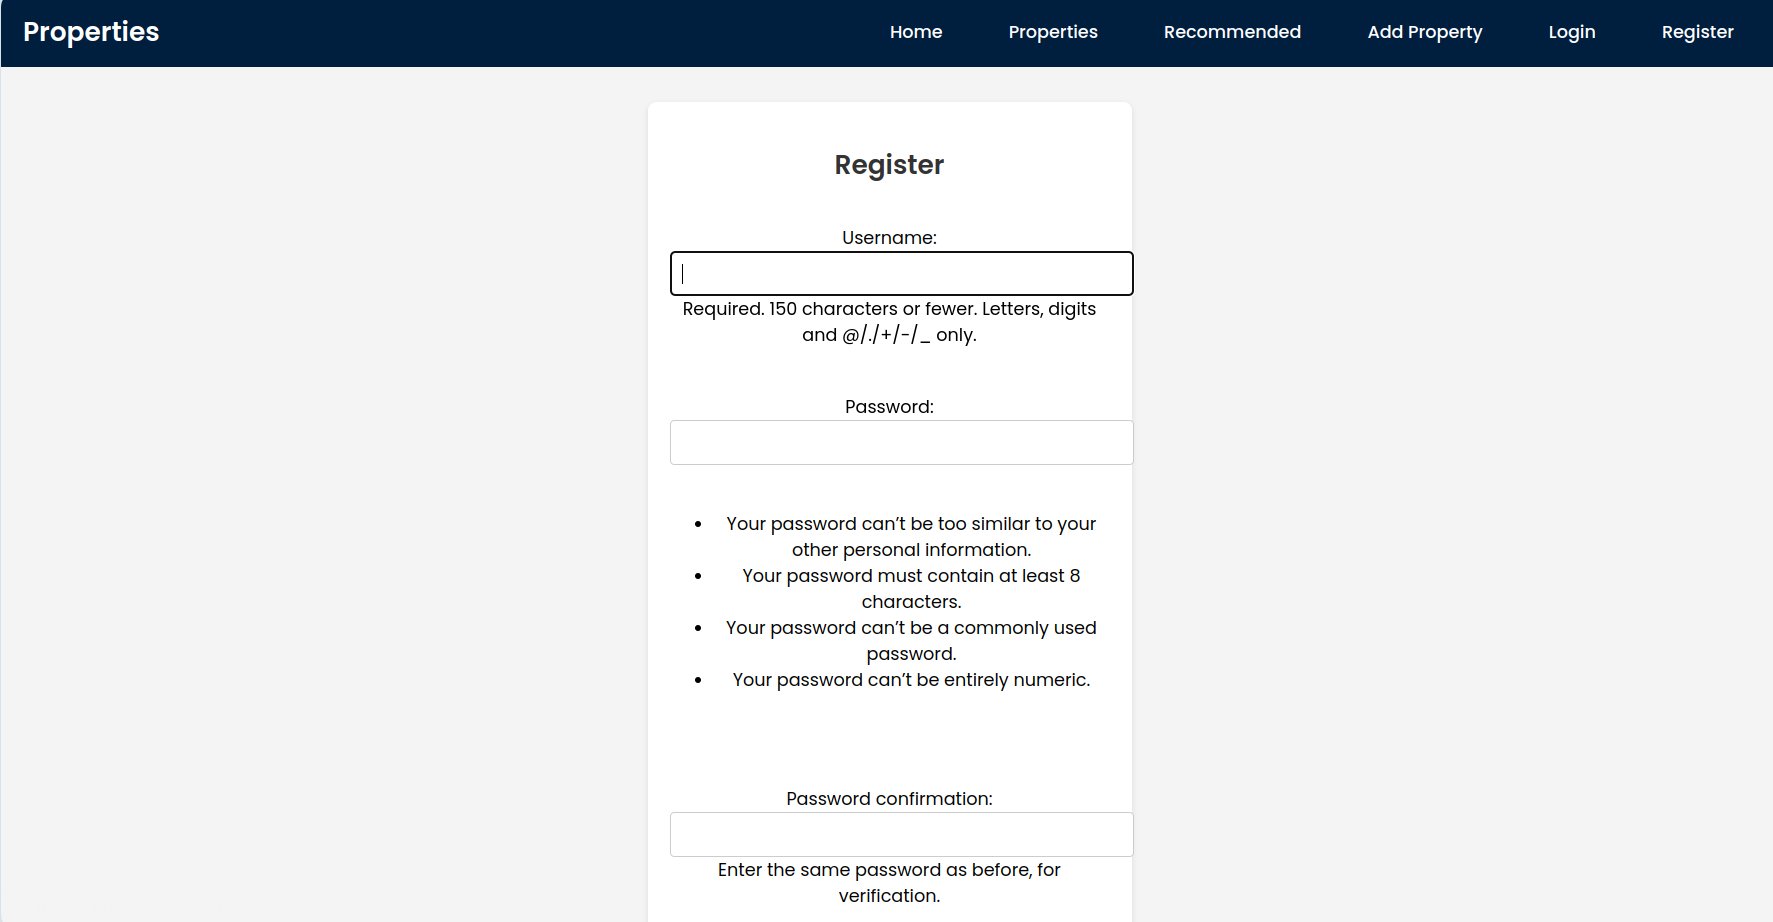 Properties
Home Properties Recommended Add Property Login Register
Register
Username:
Required. 150 characters or fewer. Letters, digits
and @/./+/-/_ only.
Password:
• Your password can’t be too similar to your
other personal information.
• Your password must contain at least 8
characters.
• Your password can’t be a commonly used
password.
• Your password can’t be entirely numeric.
Password confirmation:
Enter the same password as before, for
verification.